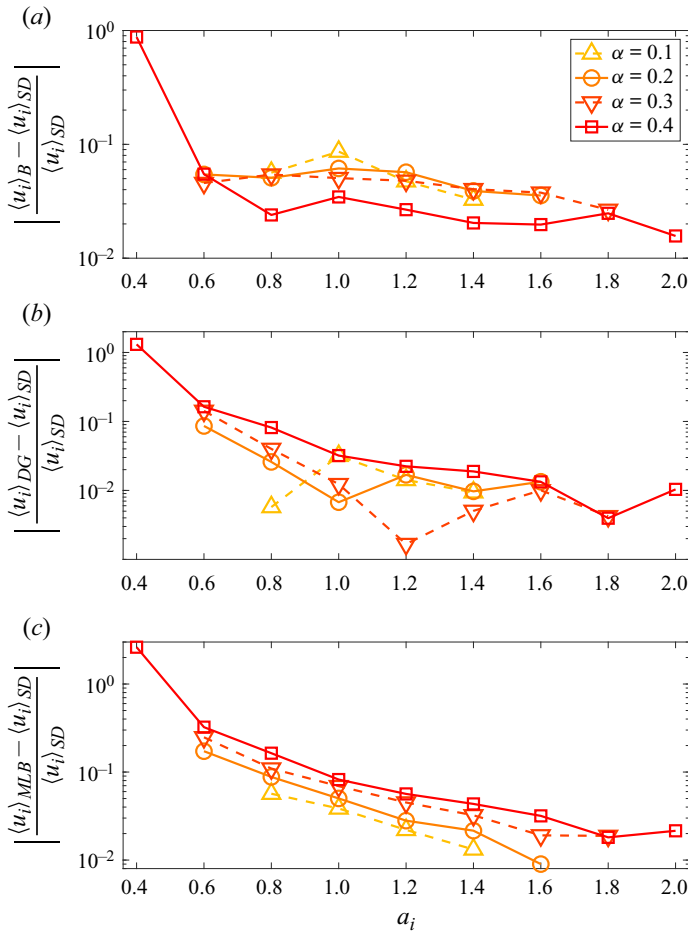 (a)
10^0
10^-1
10^-2
⟨u_i⟩_B − ⟨u_i⟩_SD
⟨u_i⟩_SD
α = 0.1
α = 0.2
α = 0.3
α = 0.4
0.4 0.6 0.8 1.0 1.2 1.4 1.6 1.8 2.0
(b)
10^0
10^-1
10^-2
⟨u_i⟩_DG − ⟨u_i⟩_SD
⟨u_i⟩_SD
0.4 0.6 0.8 1.0 1.2 1.4 1.6 1.8 2.0
(c)
10^0
10^-1
10^-2
⟨u_i⟩_MLB − ⟨u_i⟩_SD
⟨u_i⟩_SD
0.4 0.6 0.8 1.0 1.2 1.4 1.6 1.8 2.0
a_i